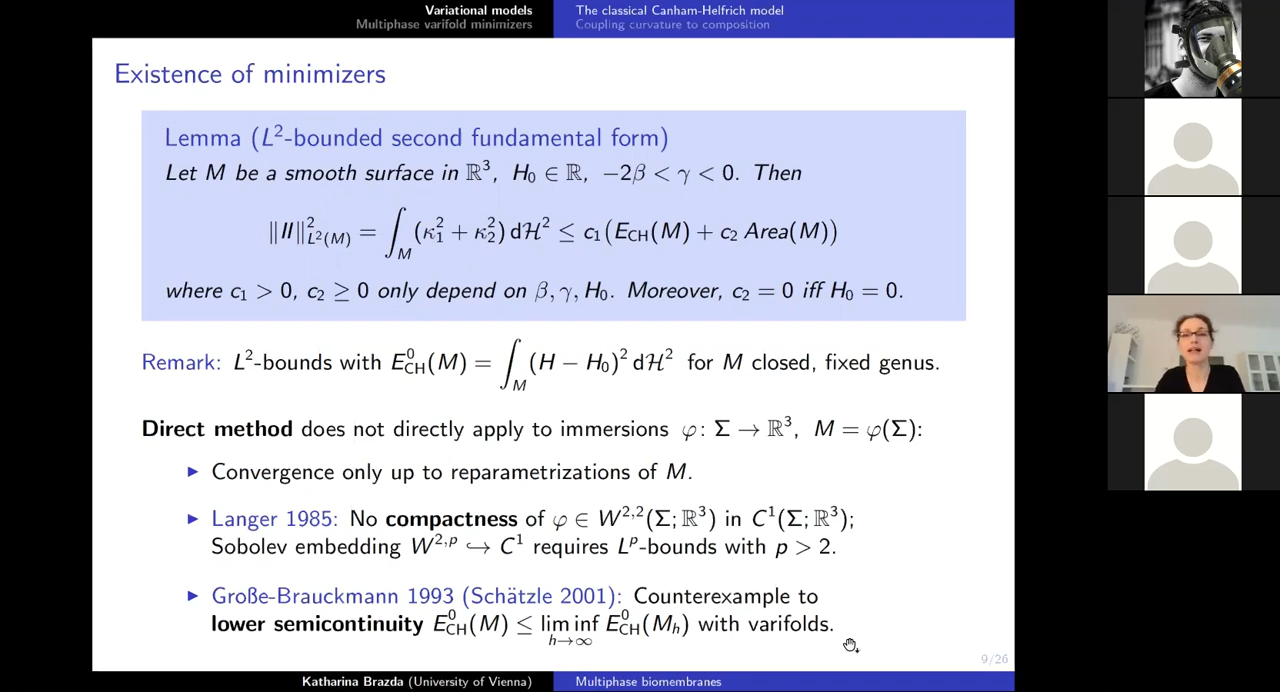 Variational models
Multiphase varifold minimizers
The classical Canham-Helfrich model
Coupling curvature to composition
Existence of minimizers
Lemma (L²-bounded second fundamental form)
Let M be a smooth surface in ℝ³, H₀ ∈ ℝ, −2β < γ < 0. Then
‖II‖²_{L²(M)} = ∫_M (κ₁² + κ₂²) dℋ² ≤ c₁(E_CH(M) + c₂ Area(M))
where c₁ > 0, c₂ ≥ 0 only depend on β, γ, H₀. Moreover, c₂ = 0 iff H₀ = 0.
Remark: L²-bounds with E⁰_CH(M) = ∫_M (H − H₀)² dℋ² for M closed, fixed genus.
Direct method does not directly apply to immersions φ: Σ → ℝ³, M = φ(Σ):
▶ Convergence only up to reparametrizations of M.
▶ Langer 1985: No compactness of φ ∈ W^{2,2}(Σ; ℝ³) in C¹(Σ; ℝ³);
Sobolev embedding W^{2,p} ↪ C¹ requires L^p-bounds with p > 2.
▶ Große-Brauckmann 1993 (Schätzle 2001): Counterexample to
lower semicontinuity E⁰_CH(M) ≤ lim inf_{h→∞} E⁰_CH(M_h) with varifolds.
9/26
Katharina Brazda (University of Vienna)
Multiphase biomembranes